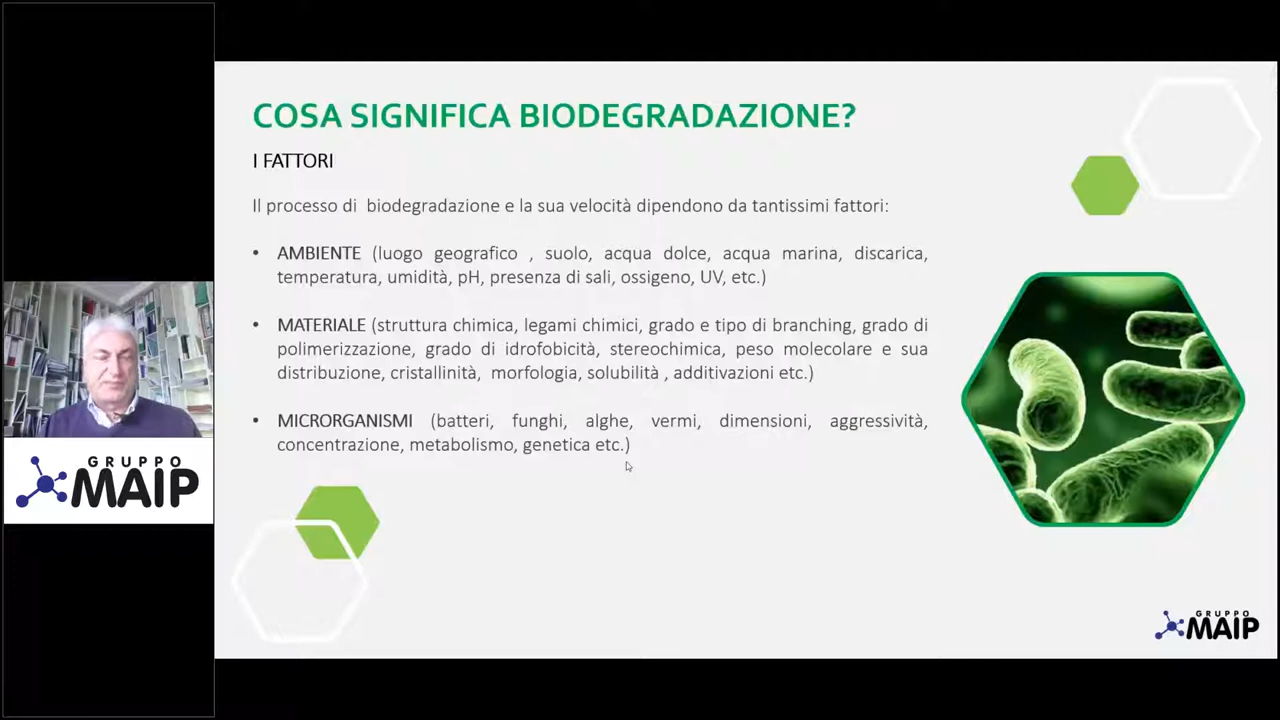 COSA SIGNIFICA BIODEGRADAZIONE?
I FATTORI
Il processo di biodegradazione e la sua velocità dipendono da tantissimi fattori:
• AMBIENTE (luogo geografico , suolo, acqua dolce, acqua marina, discarica,
temperatura, umidità, pH, presenza di sali, ossigeno, UV, etc.)
• MATERIALE (struttura chimica, legami chimici, grado e tipo di branching, grado di
polimerizzazione, grado di idrofobicità, stereochimica, peso molecolare e sua
distribuzione, cristallinità, morfologia, solubilità , additivazioni etc.)
• MICRORGANISMI (batteri, funghi, alghe, vermi, dimensioni, aggressività,
concentrazione, metabolismo, genetica etc.)
GRUPPO
MAIP
GRUPPO
MAIP